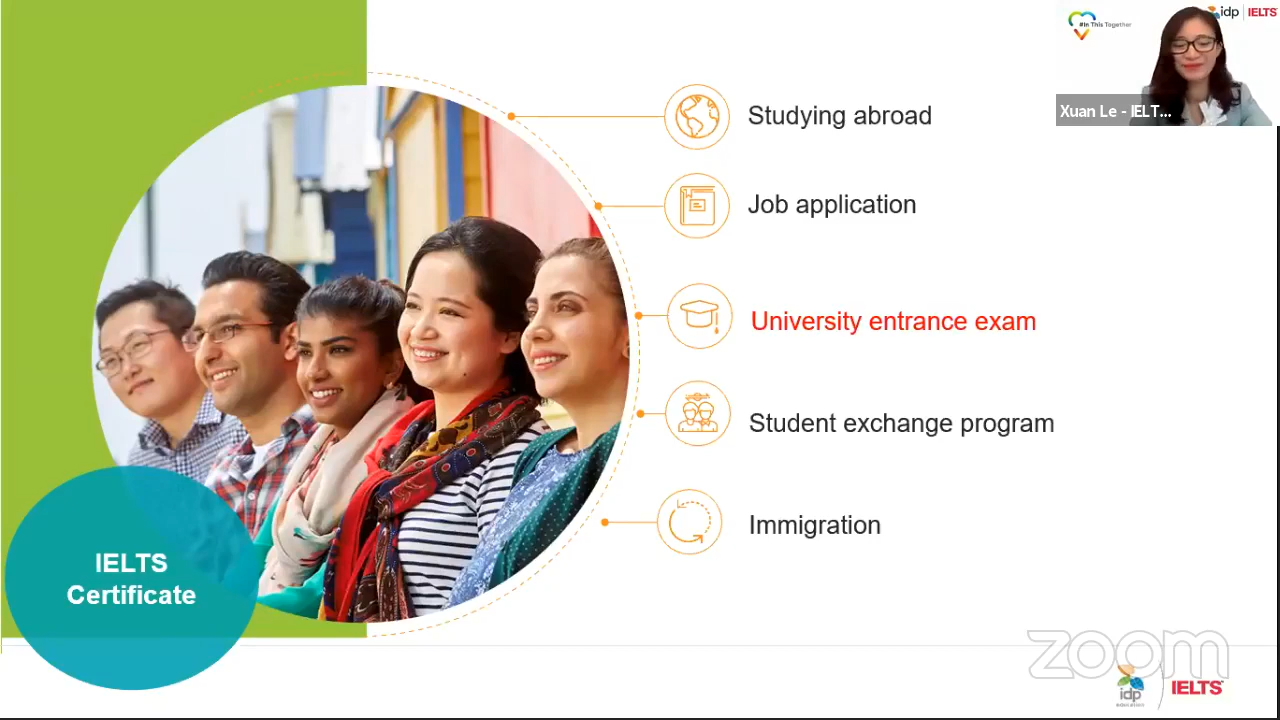 #In This Together
idp IELTS
Xuan Le - IELT...
Studying abroad
Job application
University entrance exam
Student exchange program
Immigration
IELTS
Certificate
zoom
idp
education
IELTS